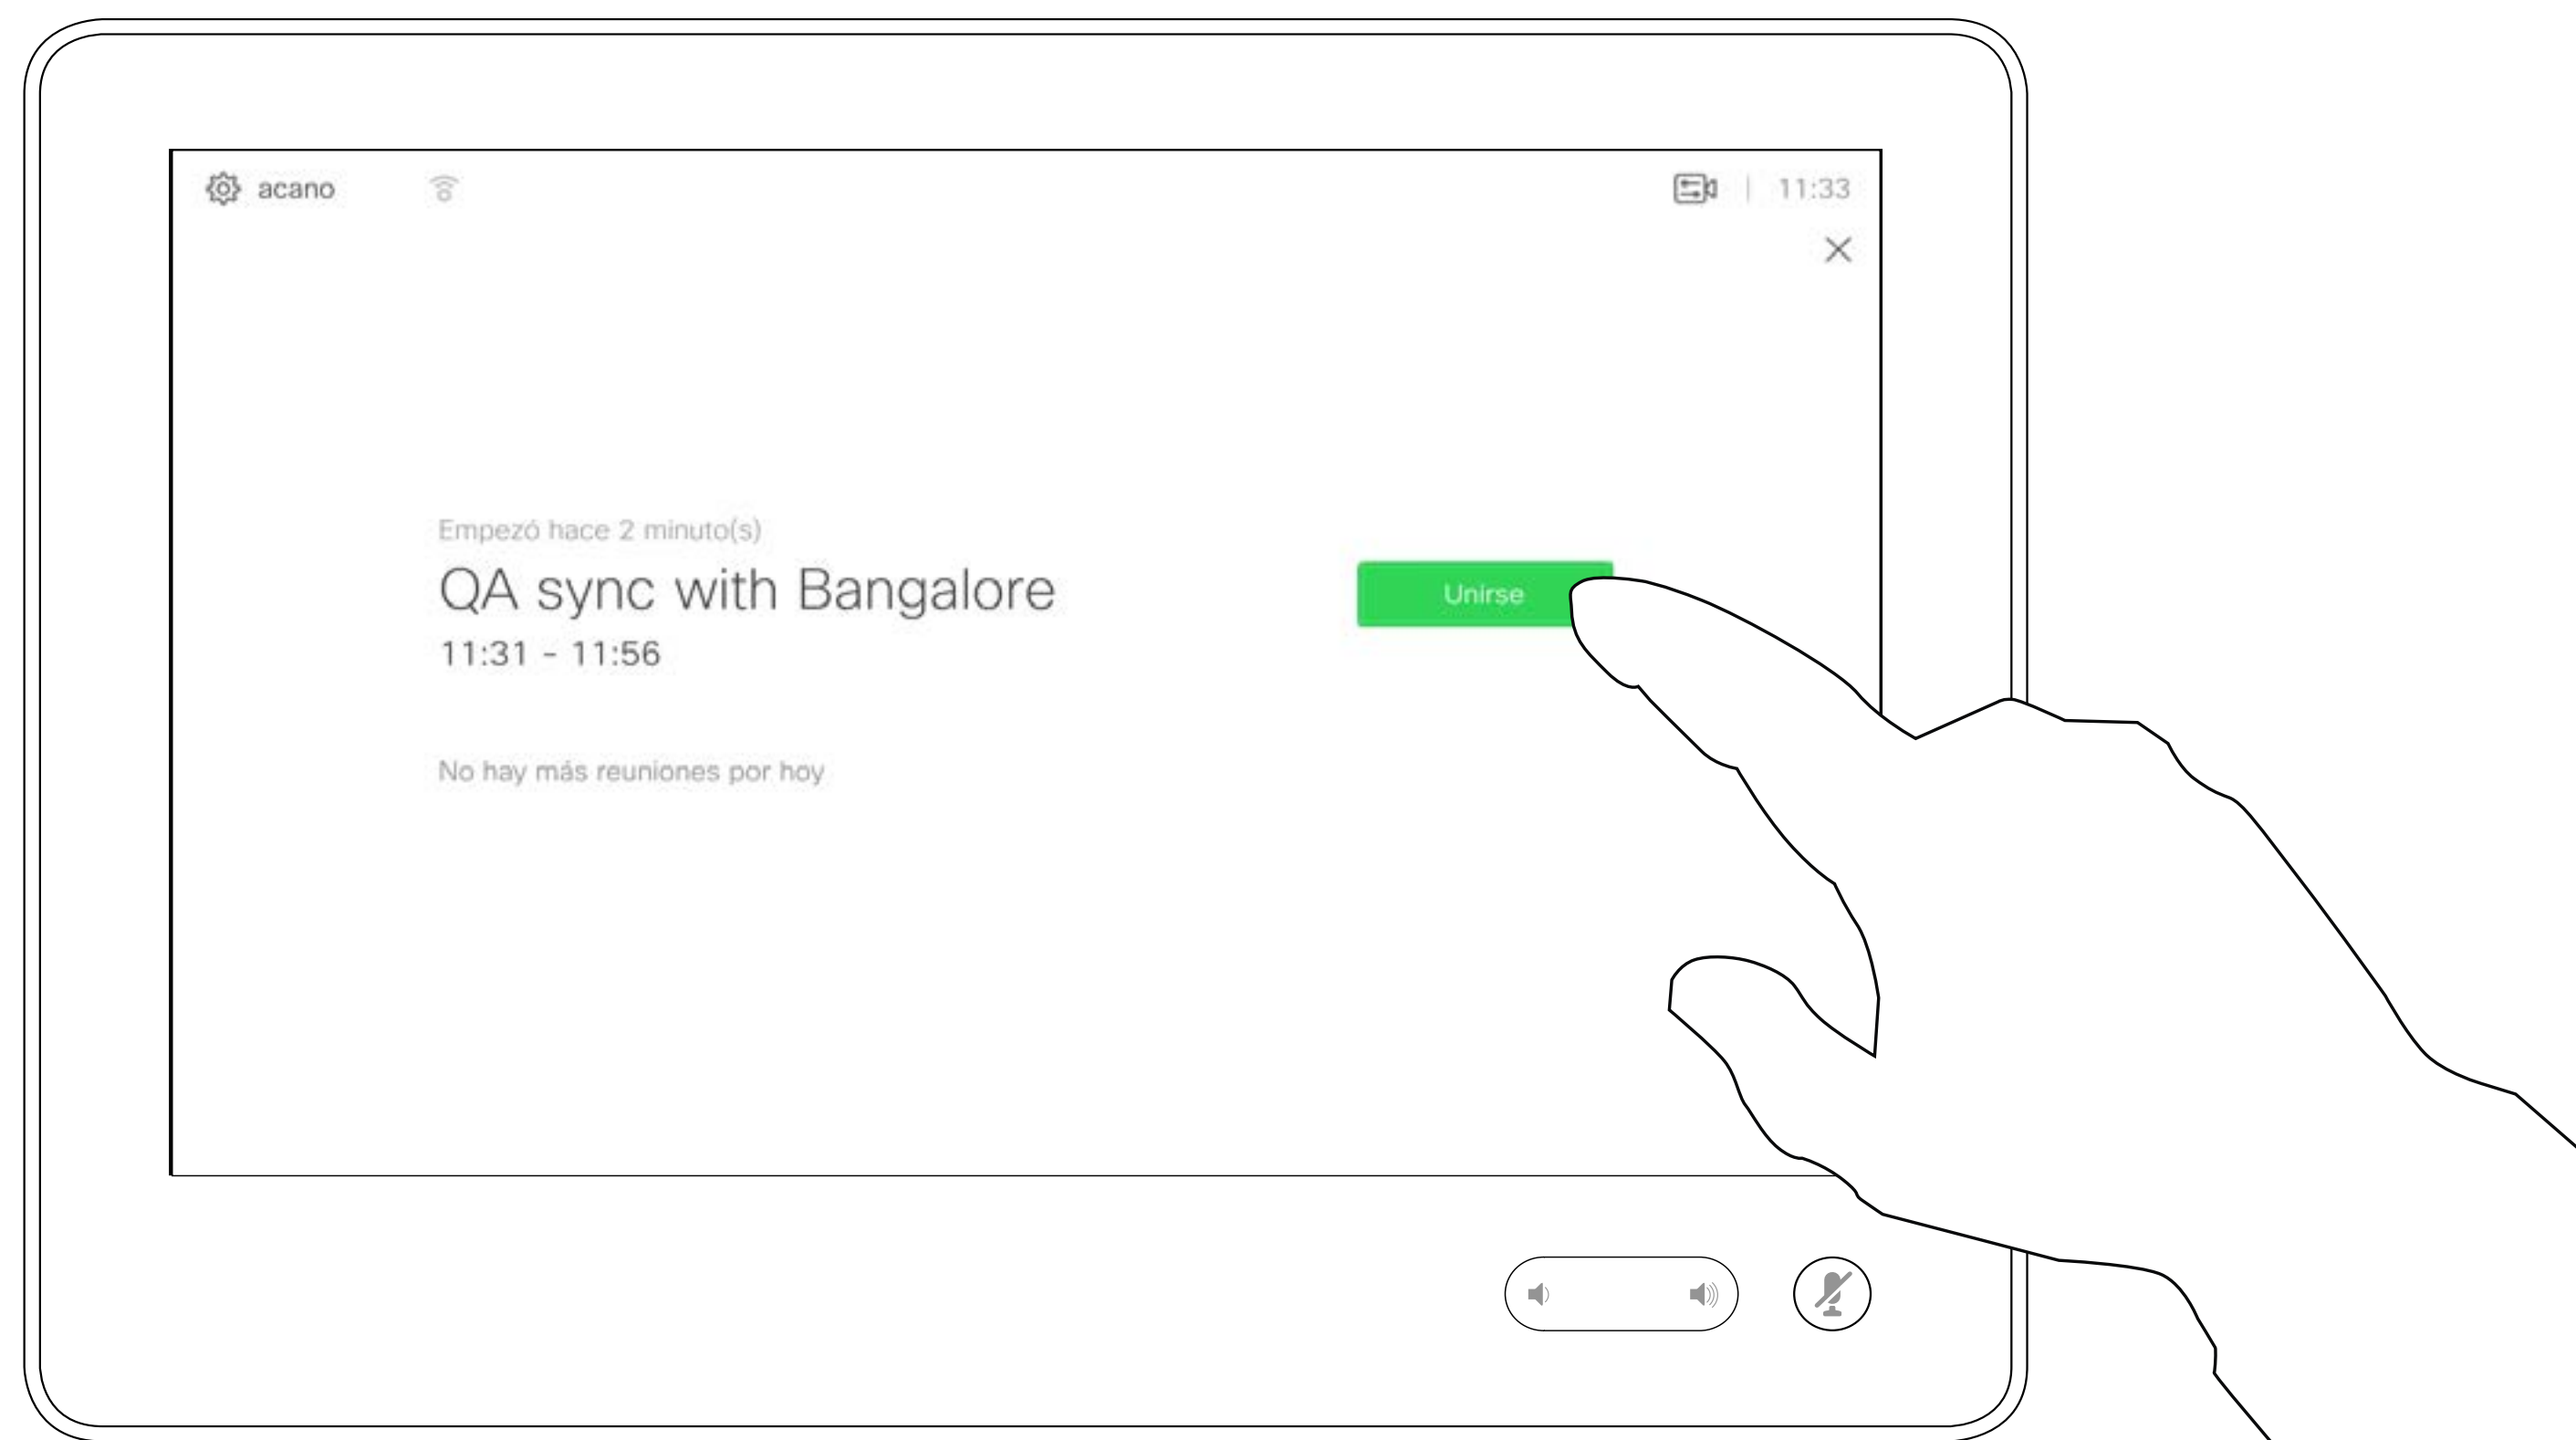 acano
11:33
Empezó hace 2 minuto(s)
QA sync with Bangalore
Unirse
11:31 - 11:56
No hay más reuniones por hoy